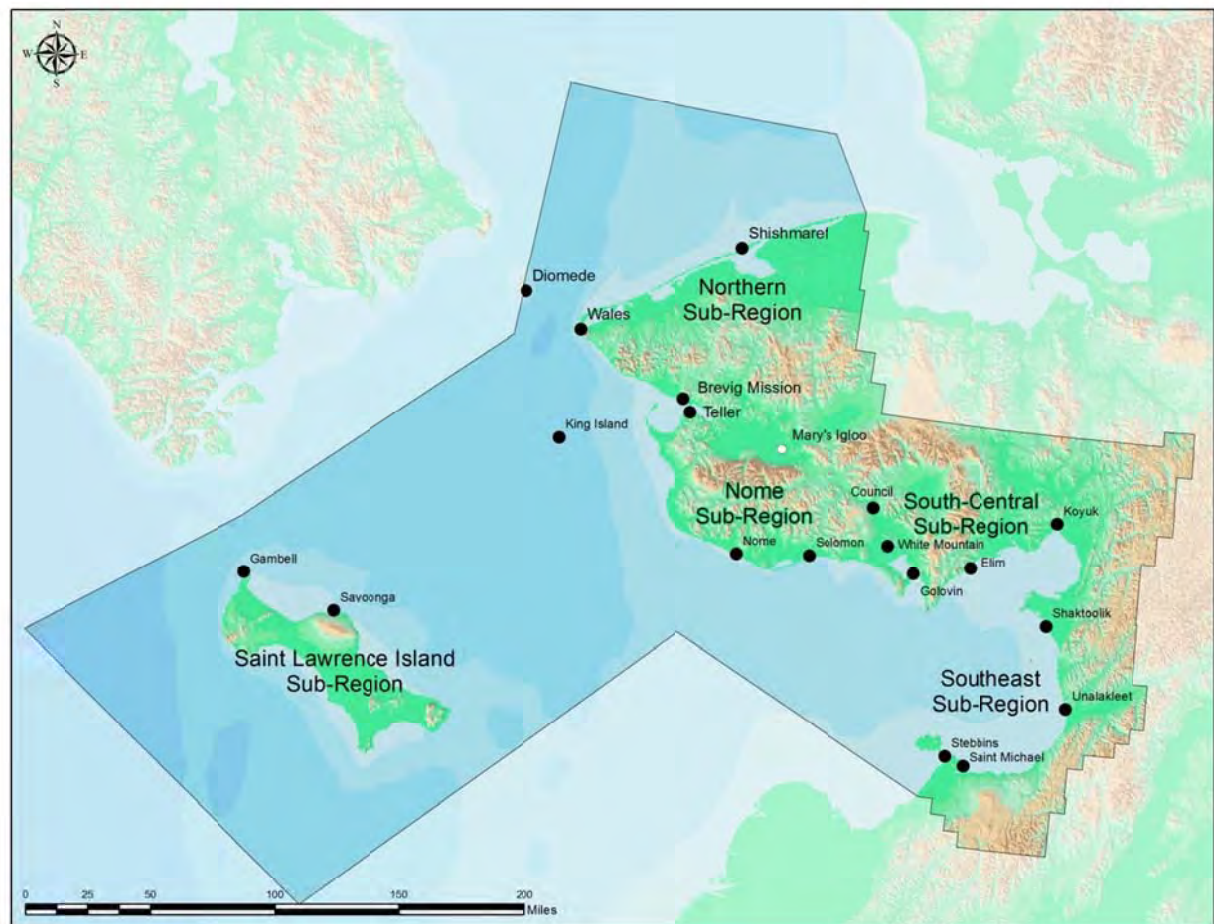 N
W E
S
Shishmaref
Diomede
Northern
Sub-Region
Wales
Brevig Mission
Teller
King Island
Mary's Igloo
Nome
Sub-Region
Council
South-Central
Sub-Region
Koyuk
Nome
Solomon
White Mountain
Elim
Golovin
Gambell
Savoonga
Shaktoolik
Saint Lawrence Island
Sub-Region
Southeast
Sub-Region
Unalakleet
Stebbins
Saint Michael
0 25 50 100 150 200
Miles